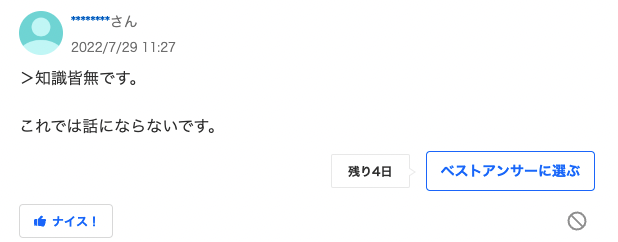 ********さん
2022/7/29 11:27
＞知識皆無です。
これでは話にならないです。
残り4日
ベストアンサーに選ぶ
ナイス！